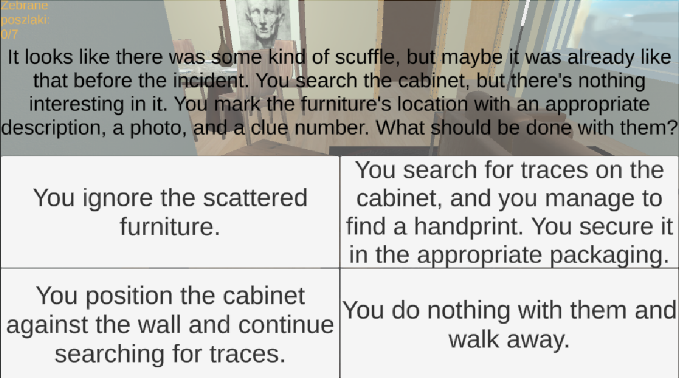 Zebrane
poszlaki:
0/7
It looks like there was some kind of scuffle, but maybe it was already like
that before the incident. You search the cabinet, but there's nothing
interesting in it. You mark the furniture's location with an appropriate
description, a photo, and a clue number. What should be done with them?
You ignore the scattered
furniture.
You search for traces on the
cabinet, and you manage to
find a handprint. You secure it
in the appropriate packaging.
You position the cabinet
against the wall and continue
searching for traces.
You do nothing with them and
walk away.